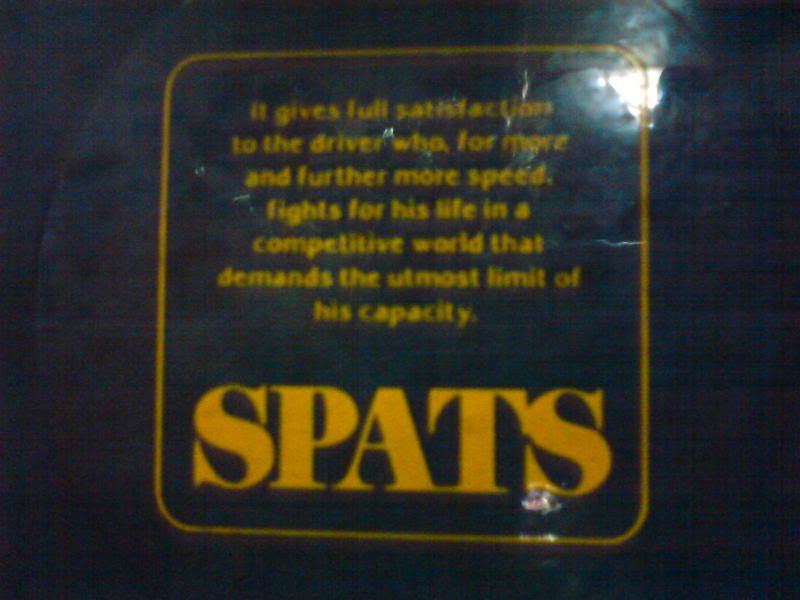 It gives full satisfaction
to the driver who, for more
and further more speed,
fights for his life in a
competitive world that
demands the utmost limit of
his capacity.
SPATS